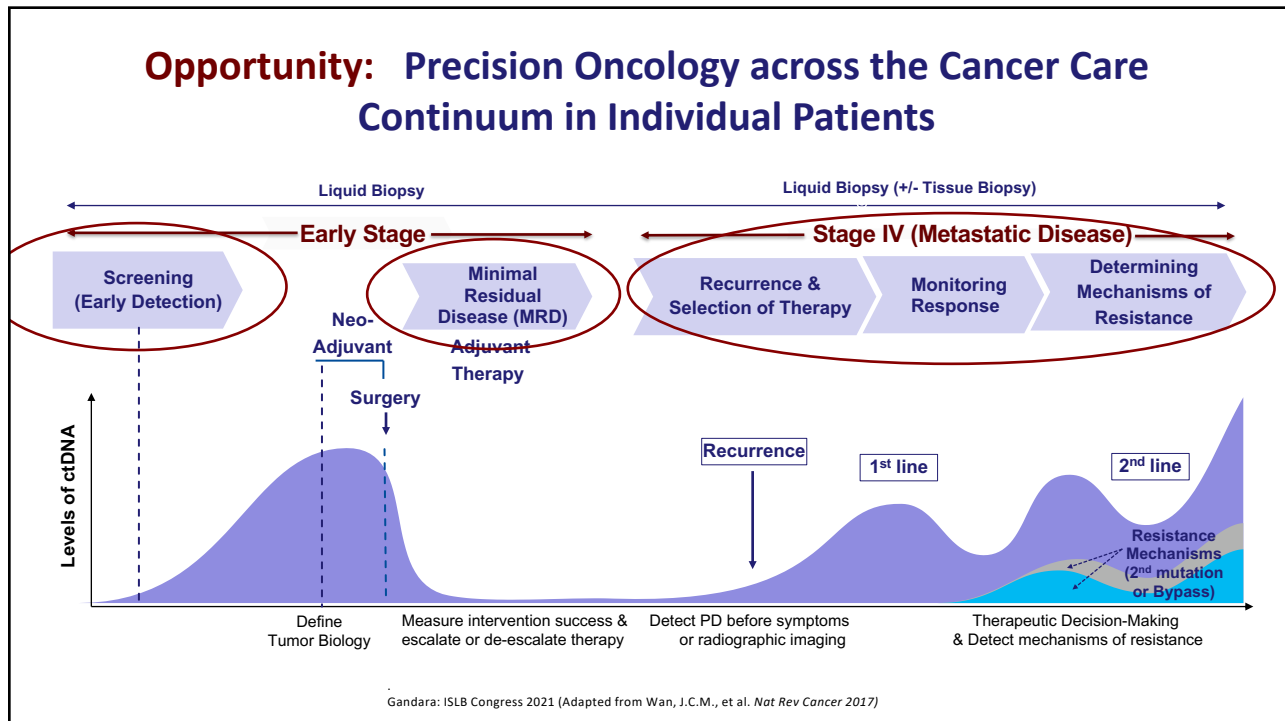 Opportunity: Precision Oncology across the Cancer Care
Continuum in Individual Patients
Liquid Biopsy
Liquid Biopsy (+/- Tissue Biopsy)
Early Stage
Stage IV (Metastatic Disease)
Screening
(Early Detection)
Minimal
Residual
Disease (MRD)
Recurrence &
Selection of Therapy
Monitoring
Response
Determining
Mechanisms of
Resistance
Neo-
Adjuvant
Adjuvant
Therapy
Surgery
Levels of ctDNA
Recurrence
1st line
2nd line
Resistance
Mechanisms
(2nd mutation
or Bypass)
Define
Tumor Biology
Measure intervention success &
escalate or de-escalate therapy
Detect PD before symptoms
or radiographic imaging
Therapeutic Decision-Making
& Detect mechanisms of resistance
.
Gandara: ISLB Congress 2021 (Adapted from Wan, J.C.M., et al. Nat Rev Cancer 2017)